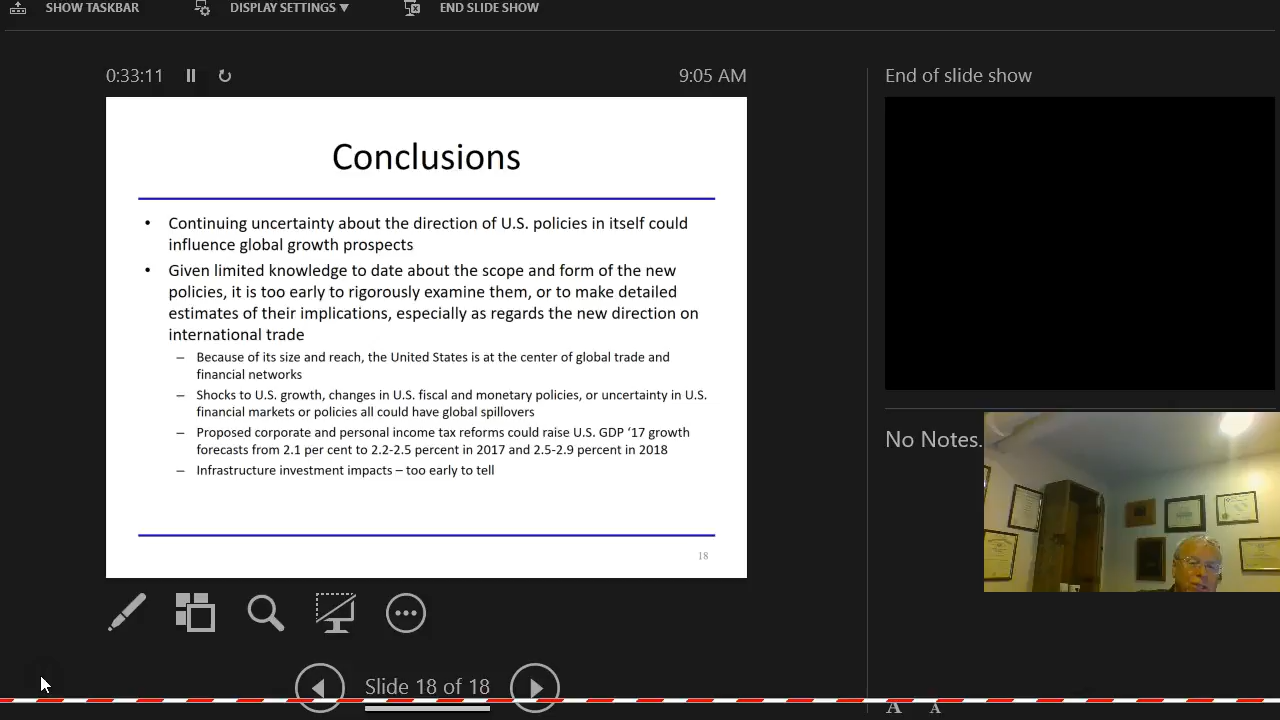 SHOW TASKBAR DISPLAY SETTINGS ▼ END SLIDE SHOW
0:33:11 9:05 AM
End of slide show
Conclusions
• Continuing uncertainty about the direction of U.S. policies in itself could
influence global growth prospects
• Given limited knowledge to date about the scope and form of the new
policies, it is too early to rigorously examine them, or to make detailed
estimates of their implications, especially as regards the new direction on
international trade
– Because of its size and reach, the United States is at the center of global trade and
financial networks
– Shocks to U.S. growth, changes in U.S. fiscal and monetary policies, or uncertainty in U.S.
financial markets or policies all could have global spillovers
– Proposed corporate and personal income tax reforms could raise U.S. GDP ‘17 growth
forecasts from 2.1 per cent to 2.2-2.5 percent in 2017 and 2.5-2.9 percent in 2018
– Infrastructure investment impacts – too early to tell
18
No Notes.
Slide 18 of 18
A A